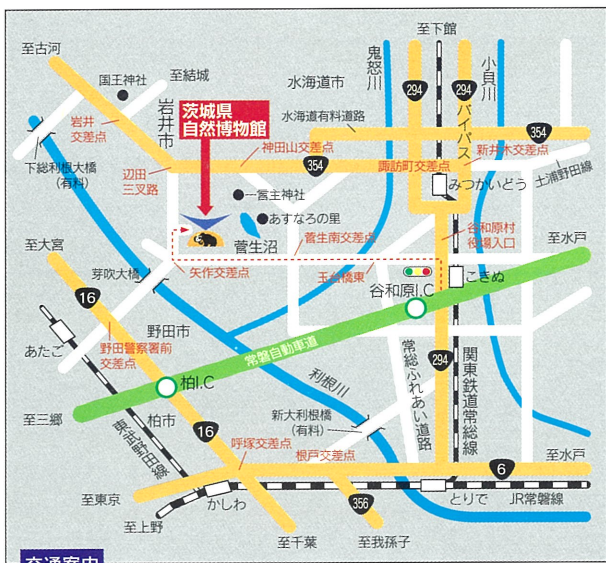 至下館
至古河
国王神社
至結城
鬼怒川
小貝川
水海道市
294
294
バイパス
岩井市
茨城県
自然博物館
水海道有料道路
岩井
交差点
神田山交差点
354
新井木交差点
354
下総利根大橋
(有料)
辺田
三叉路
諏訪町交差点
土浦野田線
みつかいどう
一言主神社
あすなろの里
至大宮
菅生沼
菅生南交差点
谷和原村
役場入口
至水戸
芽吹大橋
矢作交差点
玉台橋東
こきぬ
谷和原I.C
16
野田市
あたご
野田警察署前
交差点
常磐自動車道
294
常総ふれあい道路
関東鉄道常総線
柏I.C
利根川
至三郷
東武野田線
柏市
16
新大利根橋
(有料)
呼塚交差点
根戸交差点
6
至水戸
至東京
かしわ
356
とりで
JR常磐線
至上野
至千葉
至我孫子
交通案内